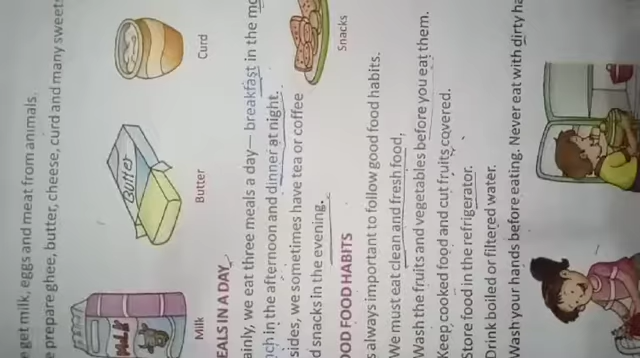 get milk, eggs and meat from animals.
prepare ghee, butter, cheese, curd and many sweets
MILK
Butter
Milk
Butter
Curd
EALS IN A DAY
ainly, we eat three meals a day— breakfast in the
in the afternoon and dinner at night.
sides, we sometimes have tea or coffee
d snacks in the evening.
Snacks
OOD FOOD HABITS
s always important to follow good food habits.
We must eat clean and fresh food,
Wash the fruits and vegetables before you eat them.
Keep cooked food and cut fruits covered.
Store food in the refrigerator.
Drink boiled or filtered water.
Wash your hands before eating. Never eat with dirty